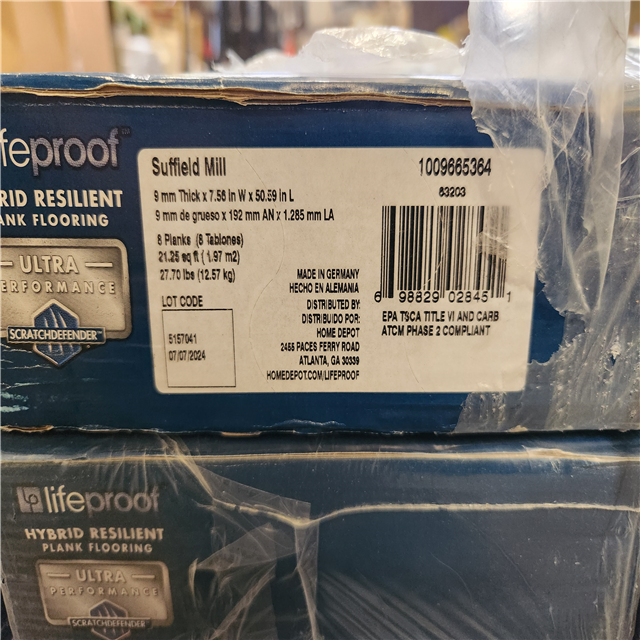 ifeproof
RID RESILIENT
ANK FLOORING
ULTRA
PERFORMANCE
SCRATCHDEFENDER
Suffield Mill
1009665364
63203
9 mm Thick x 7.56 in W x 50.59 in L
9 mm de grueso x 192 mm AN x 1.285 mm LA
8 Planks (8 Tablones)
21.25 sq ft ( 1.97 m2)
27.70 lbs (12.57 kg)
LOT CODE
5157041
07/07/2024
MADE IN GERMANY
HECHO EN ALEMANIA
DISTRIBUTED BY:
DISTRIBUIDO POR:
HOME DEPOT
2455 PACES FERRY ROAD
ATLANTA, GA 30339
HOMEDEPOT.COM/LIFEPROOF
6 98829 02845 1
EPA TSCA TITLE VI AND CARB
ATCM PHASE 2 COMPLIANT
LP lifeproof
HYBRID RESILIENT
PLANK FLOORING
ULTRA
PERFORMANCE
SCRATCHDEFENDER